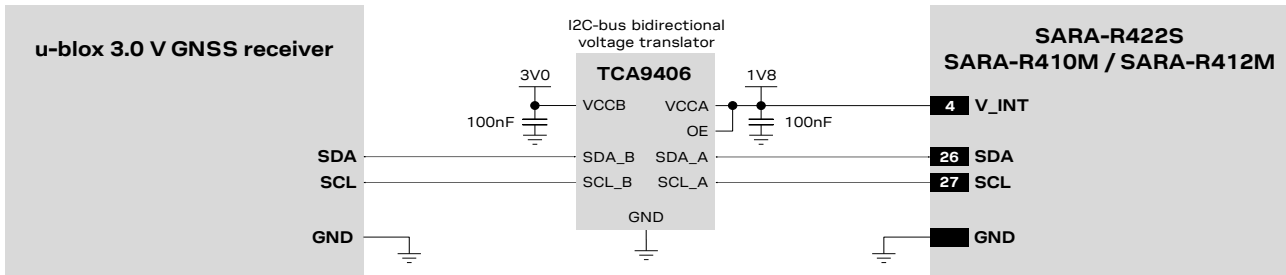 I2C-bus bidirectional
voltage translator
u-blox 3.0 V GNSS receiver
SARA-R422S
SARA-R410M / SARA-R412M
TCA9406
3V0
1V8
VCCB
VCCA
4 V_INT
100nF
100nF
OE
SDA
SDA_B
SDA_A
26 SDA
SCL
SCL_B
SCL_A
27 SCL
GND
GND
GND